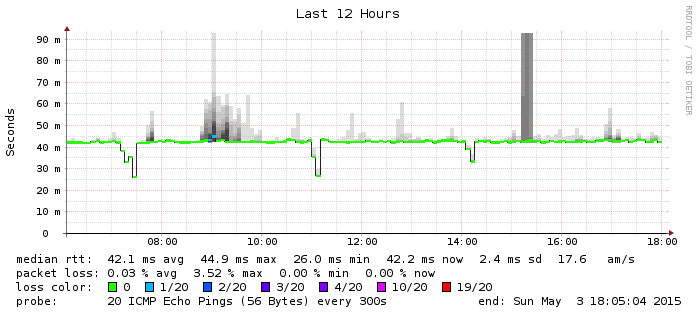 Last 12 Hours
RRDTOOL / TOBI OETIKER
Seconds
90 m
80 m
70 m
60 m
50 m
40 m
30 m
20 m
10 m
0
08:00 10:00 12:00 14:00 16:00 18:00
median rtt: 42.1 ms avg 44.9 ms max 26.0 ms min 42.2 ms now 2.4 ms sd 17.6 am/s
packet loss: 0.03 % avg 3.52 % max 0.00 % min 0.00 % now
loss color: 0 1/20 2/20 3/20 4/20 10/20 19/20
probe: 20 ICMP Echo Pings (56 Bytes) every 300s end: Sun May 3 18:05:04 2015